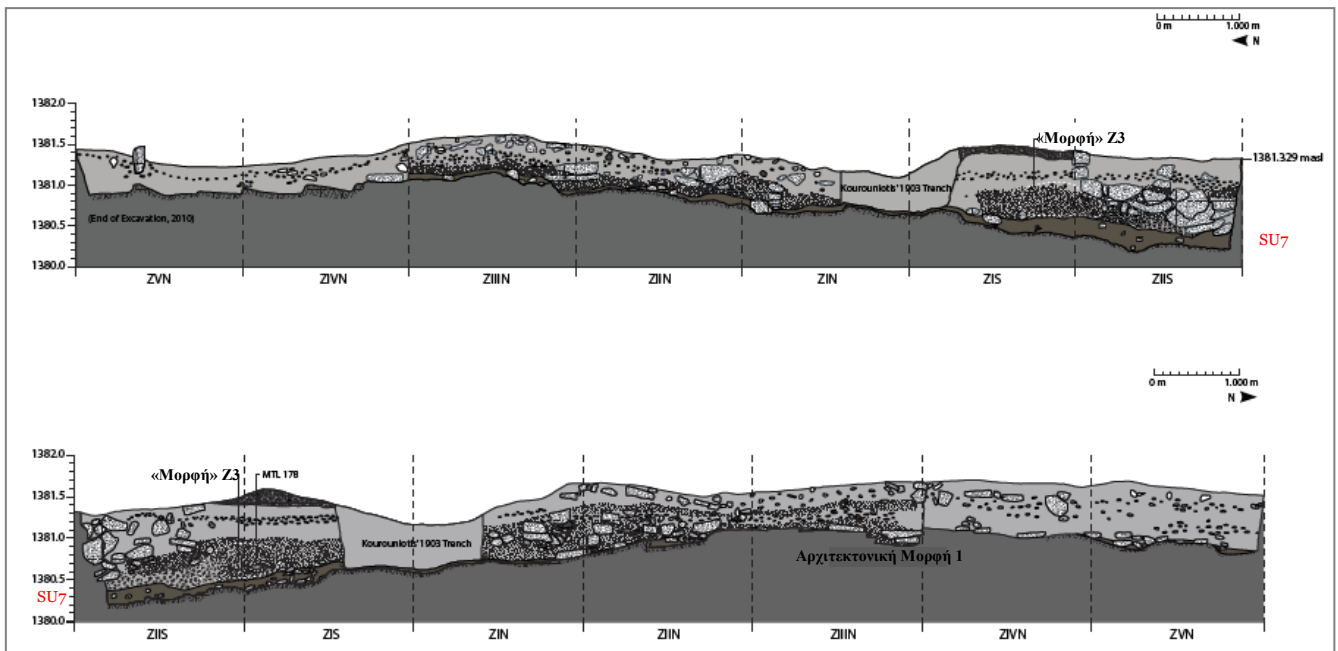 0 m 1.000 m
N
1382.0
1381.5
1381.0
1380.5
1380.0
«Μορφή» Z3
1381.329 masl
Kourouniotis' 1903 Trench
(End of Excavation, 2010)
SU7
ZVN ZIVN ZIIIN ZIIN ZIN ZIS ZIIS
0 m 1.000 m
N
1382.0
1381.5
1381.0
1380.5
1380.0
«Μορφή» Z3
MTL 178
Kourouniotis' 1903 Trench
Αρχιτεκτονική Μορφή 1
SU7
ZIIS ZIS ZIN ZIIN ZIIIN ZIVN ZVN